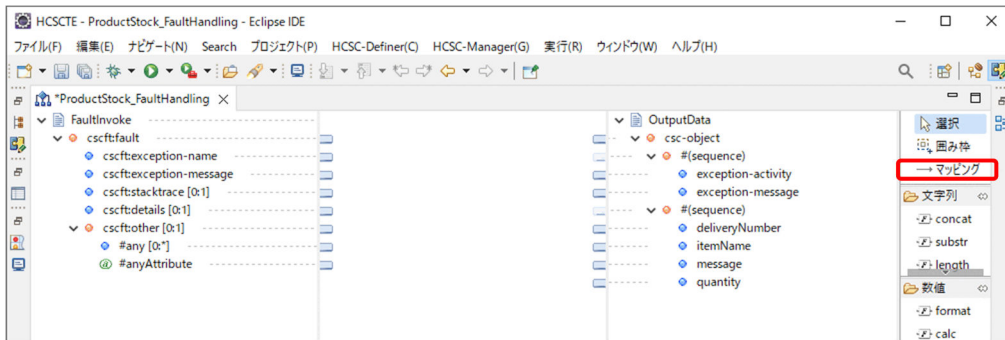 HCSCTE - ProductStock_FaultHandling - Eclipse IDE
ファイル(F) 編集(E) ナビゲート(N) Search プロジェクト(P) HCSC-Definer(C) HCSC-Manager(G) 実行(R) ウィンドウ(W) ヘルプ(H)
*ProductStock_FaultHandling
FaultInvoke
cscft:fault
cscft:exception-name
cscft:exception-message
cscft:stacktrace [0:1]
cscft:details [0:1]
cscft:other [0:1]
#any [0:*]
#anyAttribute
OutputData
csc-object
#(sequence)
exception-activity
exception-message
#(sequence)
deliveryNumber
itemName
message
quantity
選択
囲み枠
マッピング
文字列
concat
substr
length
数値
format
calc